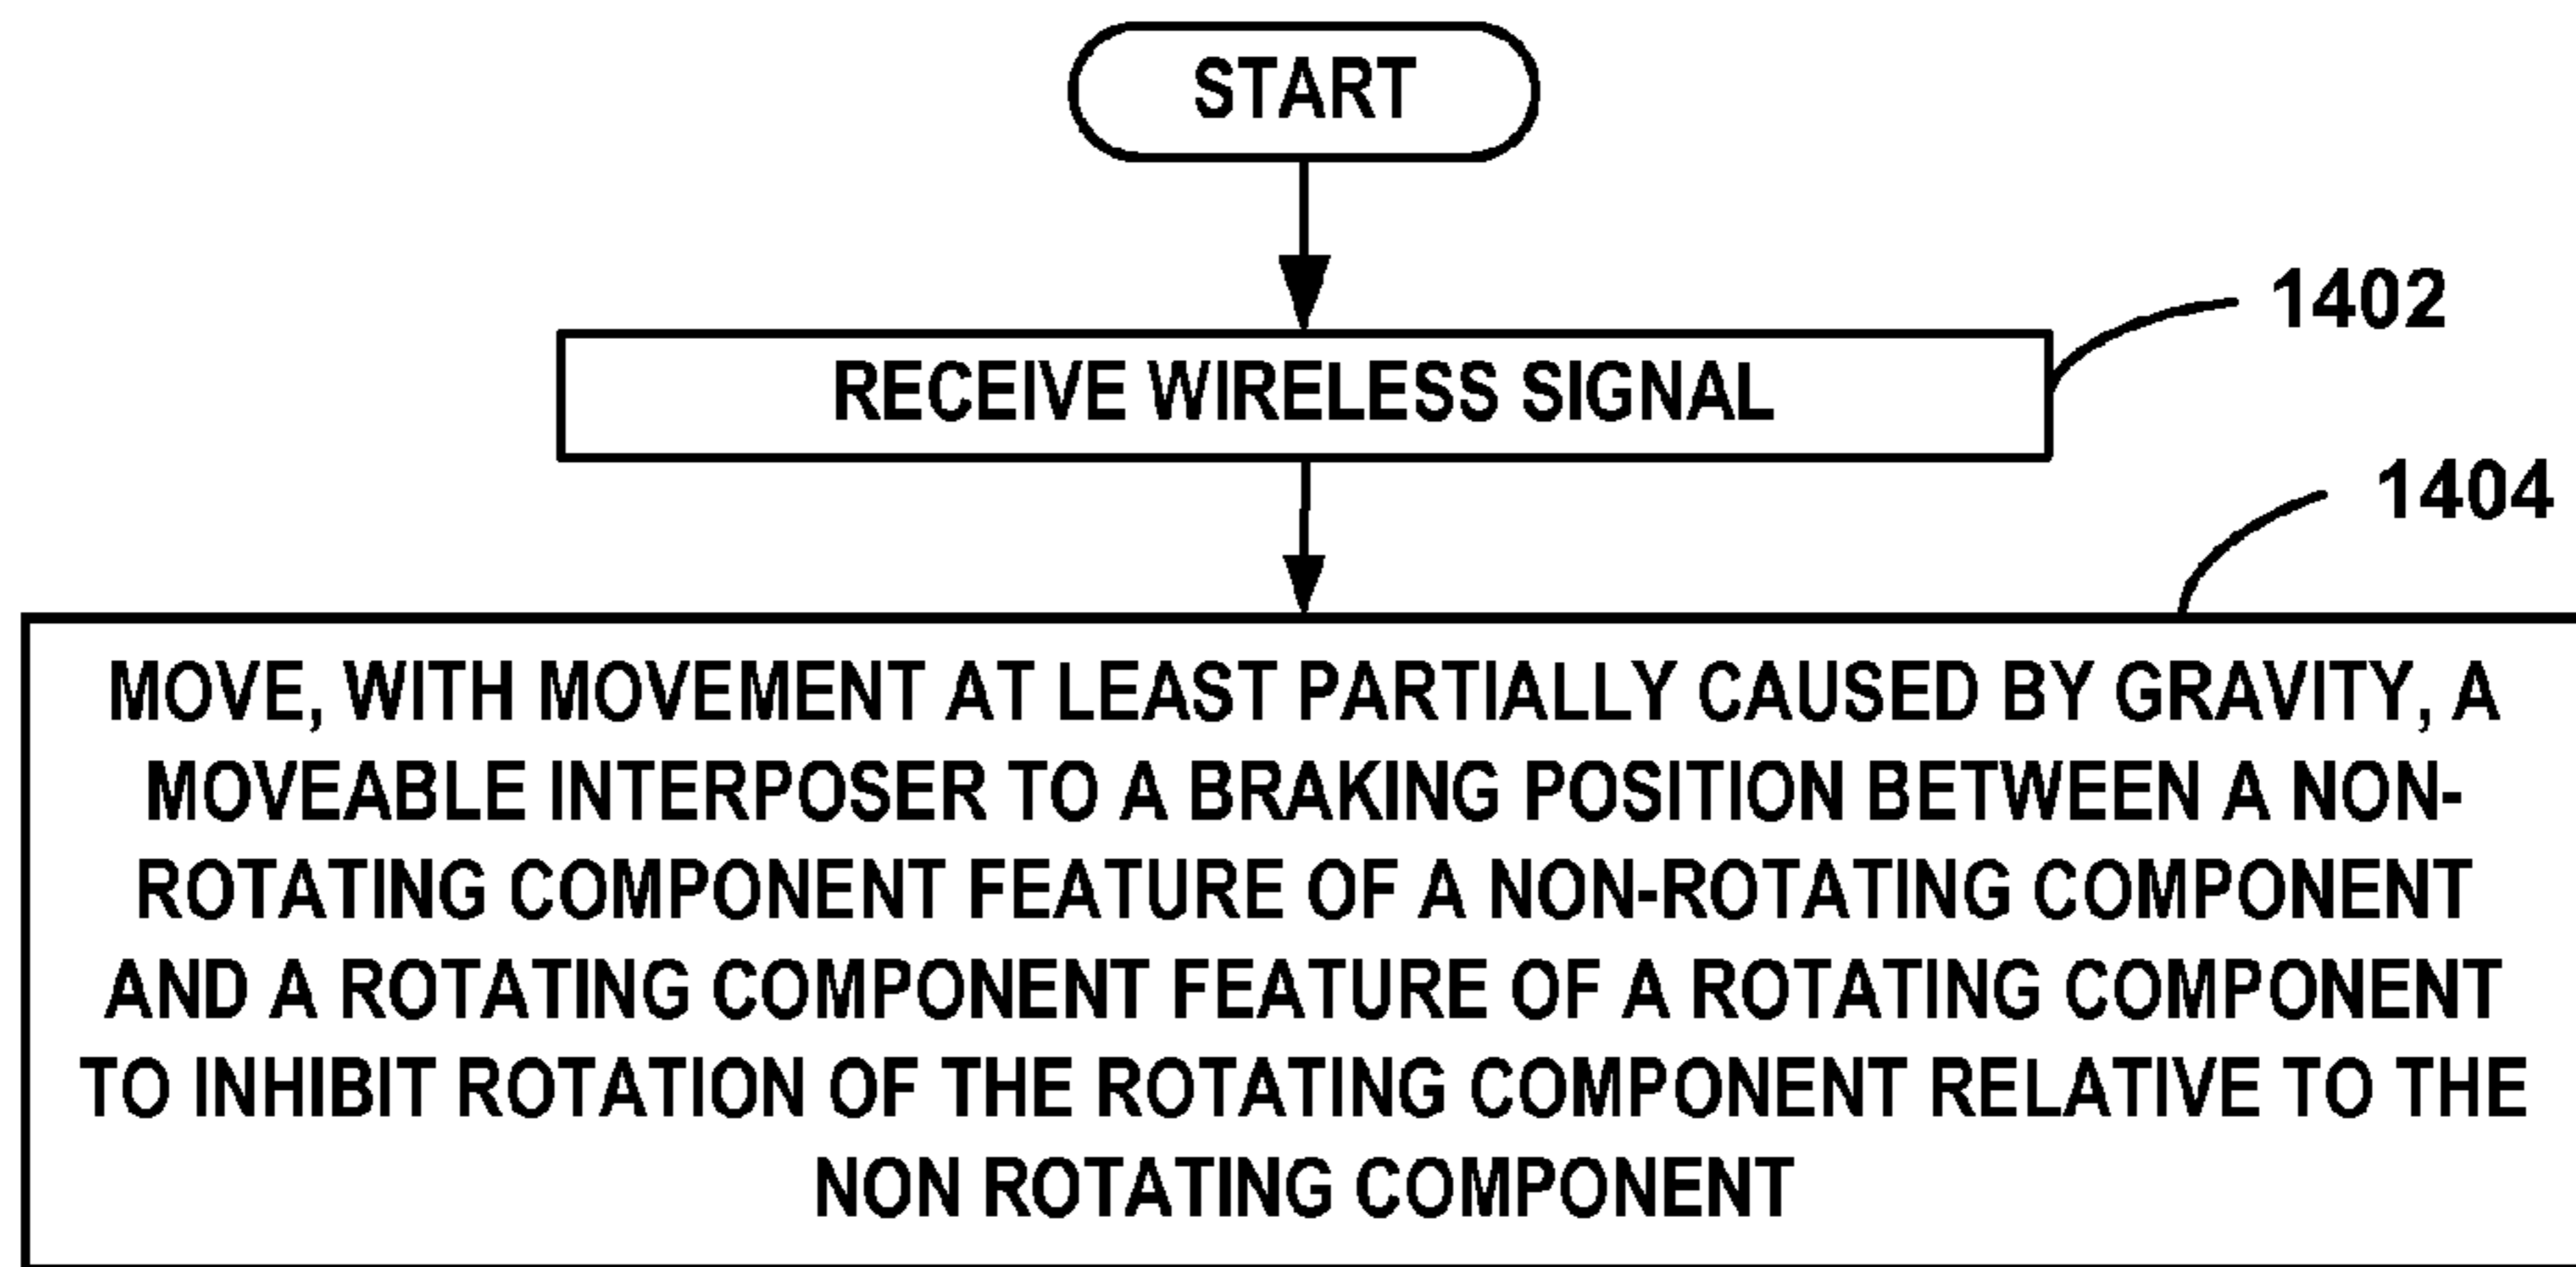 START
RECEIVE WIRELESS SIGNAL
1402
1404
MOVE, WITH MOVEMENT AT LEAST PARTIALLY CAUSED BY GRAVITY, A
MOVEABLE INTERPOSER TO A BRAKING POSITION BETWEEN A NON-
ROTATING COMPONENT FEATURE OF A NON-ROTATING COMPONENT
AND A ROTATING COMPONENT FEATURE OF A ROTATING COMPONENT
TO INHIBIT ROTATION OF THE ROTATING COMPONENT RELATIVE TO THE
NON ROTATING COMPONENT